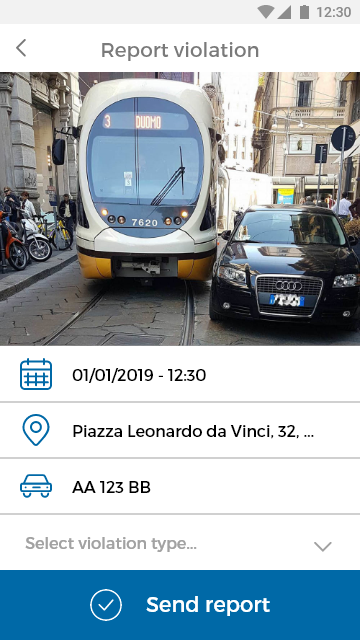 12:30
Report violation
3 DUOMO
7620
01/01/2019 - 12:30
Piazza Leonardo da Vinci, 32, ...
AA 123 BB
Select violation type...
Send report